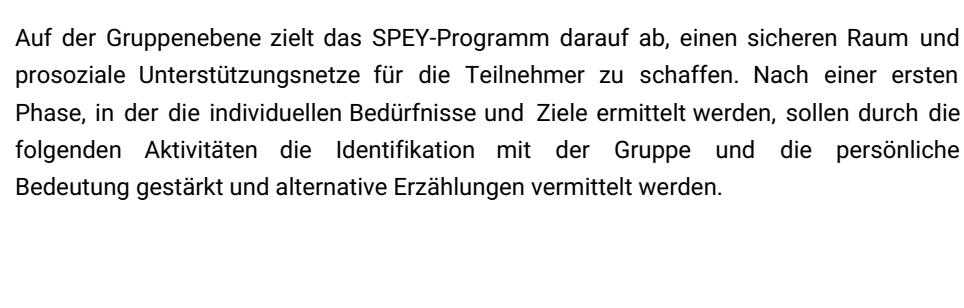 Auf der Gruppenebene zielt das SPEY-Programm darauf ab, einen sicheren Raum und
prosoziale Unterstützungsnetze für die Teilnehmer zu schaffen. Nach einer ersten
Phase, in der die individuellen Bedürfnisse und Ziele ermittelt werden, sollen durch die
folgenden Aktivitäten die Identifikation mit der Gruppe und die persönliche
Bedeutung gestärkt und alternative Erzählungen vermittelt werden.